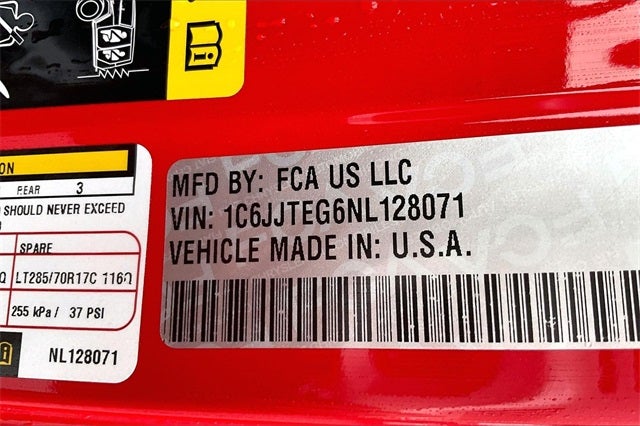 ON
REAR 3
SHOULD NEVER EXCEED
SPARE
Q LT285/70R17C 116Q
255 kPa / 37 PSI
NL128071
MFD BY: FCA US LLC
VIN: 1C6JJTEG6NL128071
VEHICLE MADE IN: U.S.A.